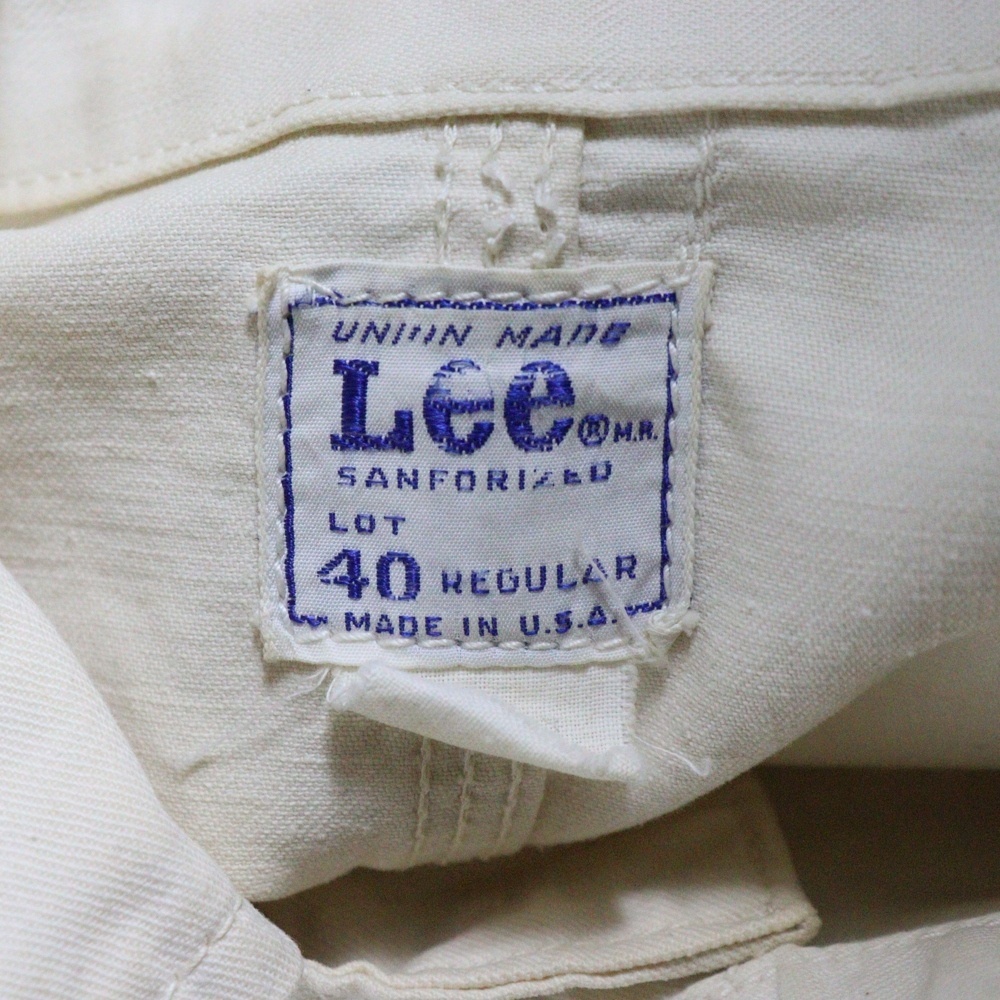 UNION MADE
Lee® M.R.
SANFORIZED
LOT
40 REGULAR
MADE IN U.S.A.